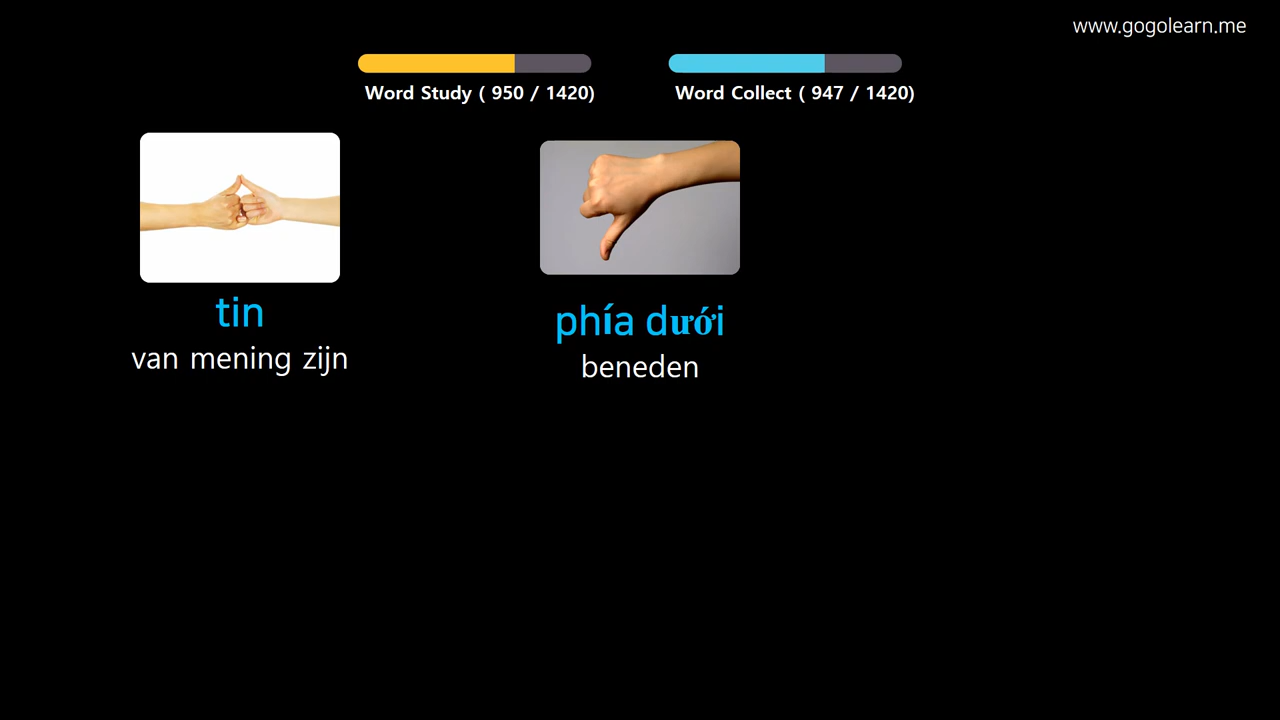 www.gogolearn.me
Word Study ( 950 / 1420)
Word Collect ( 947 / 1420)
tin
van mening zijn
phía dưới
beneden